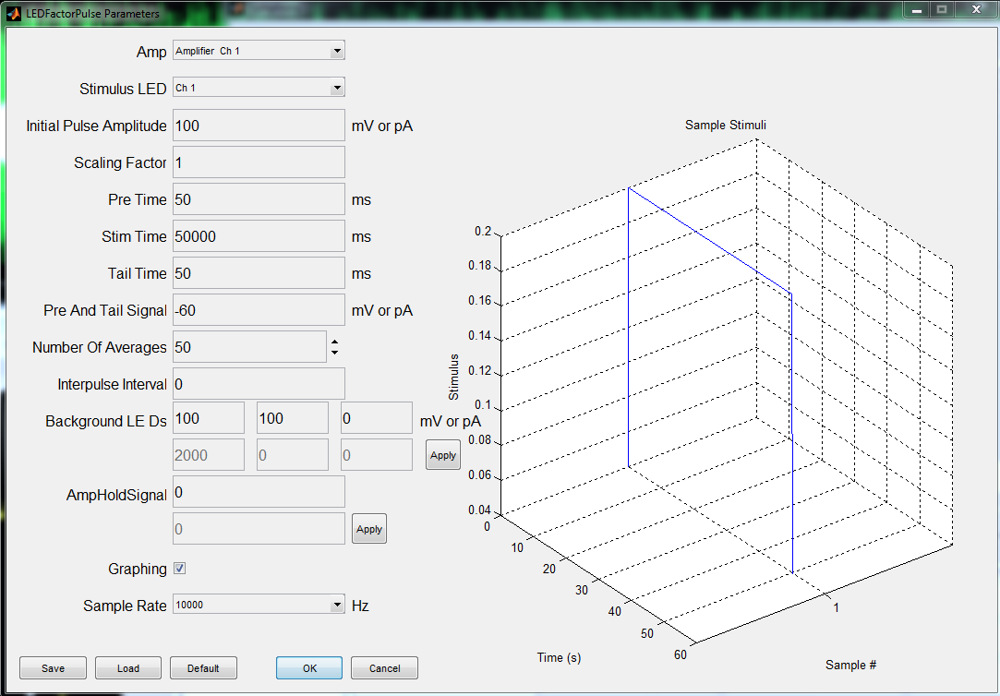 LEDFactorPulse Parameters
Amp Amplifier Ch 1
Stimulus LED Ch 1
Initial Pulse Amplitude 100 mV or pA
Scaling Factor 1
Pre Time 50 ms
Stim Time 50000 ms
Tail Time 50 ms
Pre And Tail Signal -60 mV or pA
Number Of Averages 50
Interpulse Interval 0
Background LE Ds 100 100 0 mV or pA
2000 0 0 Apply
AmpHoldSignal 0
0 Apply
Graphing
Sample Rate 10000 Hz
Save Load Default OK Cancel
Sample Stimuli
Stimulus
0.2
0.18
0.16
0.14
0.12
0.1
0.08
0.06
0.04
0
10
20
30
40
50
60
1
Time (s)
Sample #